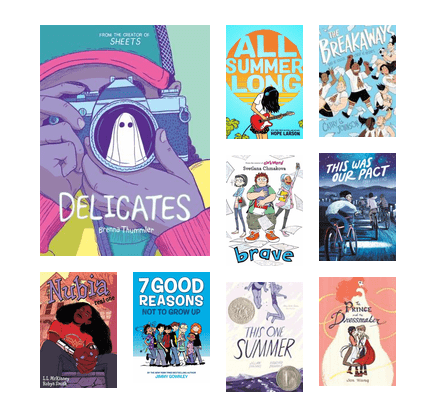 FROM THE CREATOR OF
SHEETS
DELICATES
Brenna Thummler
ALL
SUMMER
LONG
HOPE LARSON
THE
BREAKAWAYS
Svetlana Chmakova
brave
THIS WAS
OUR PACT
Nubia
real one
L.L. McKinney
Robyn Smith
7 GOOD
REASONS
NOT TO GROW UP
JIMMY GOWNLEY
THIS ONE
SUMMER
The
PRINCE
and the
Dressmaker
Jen Wang